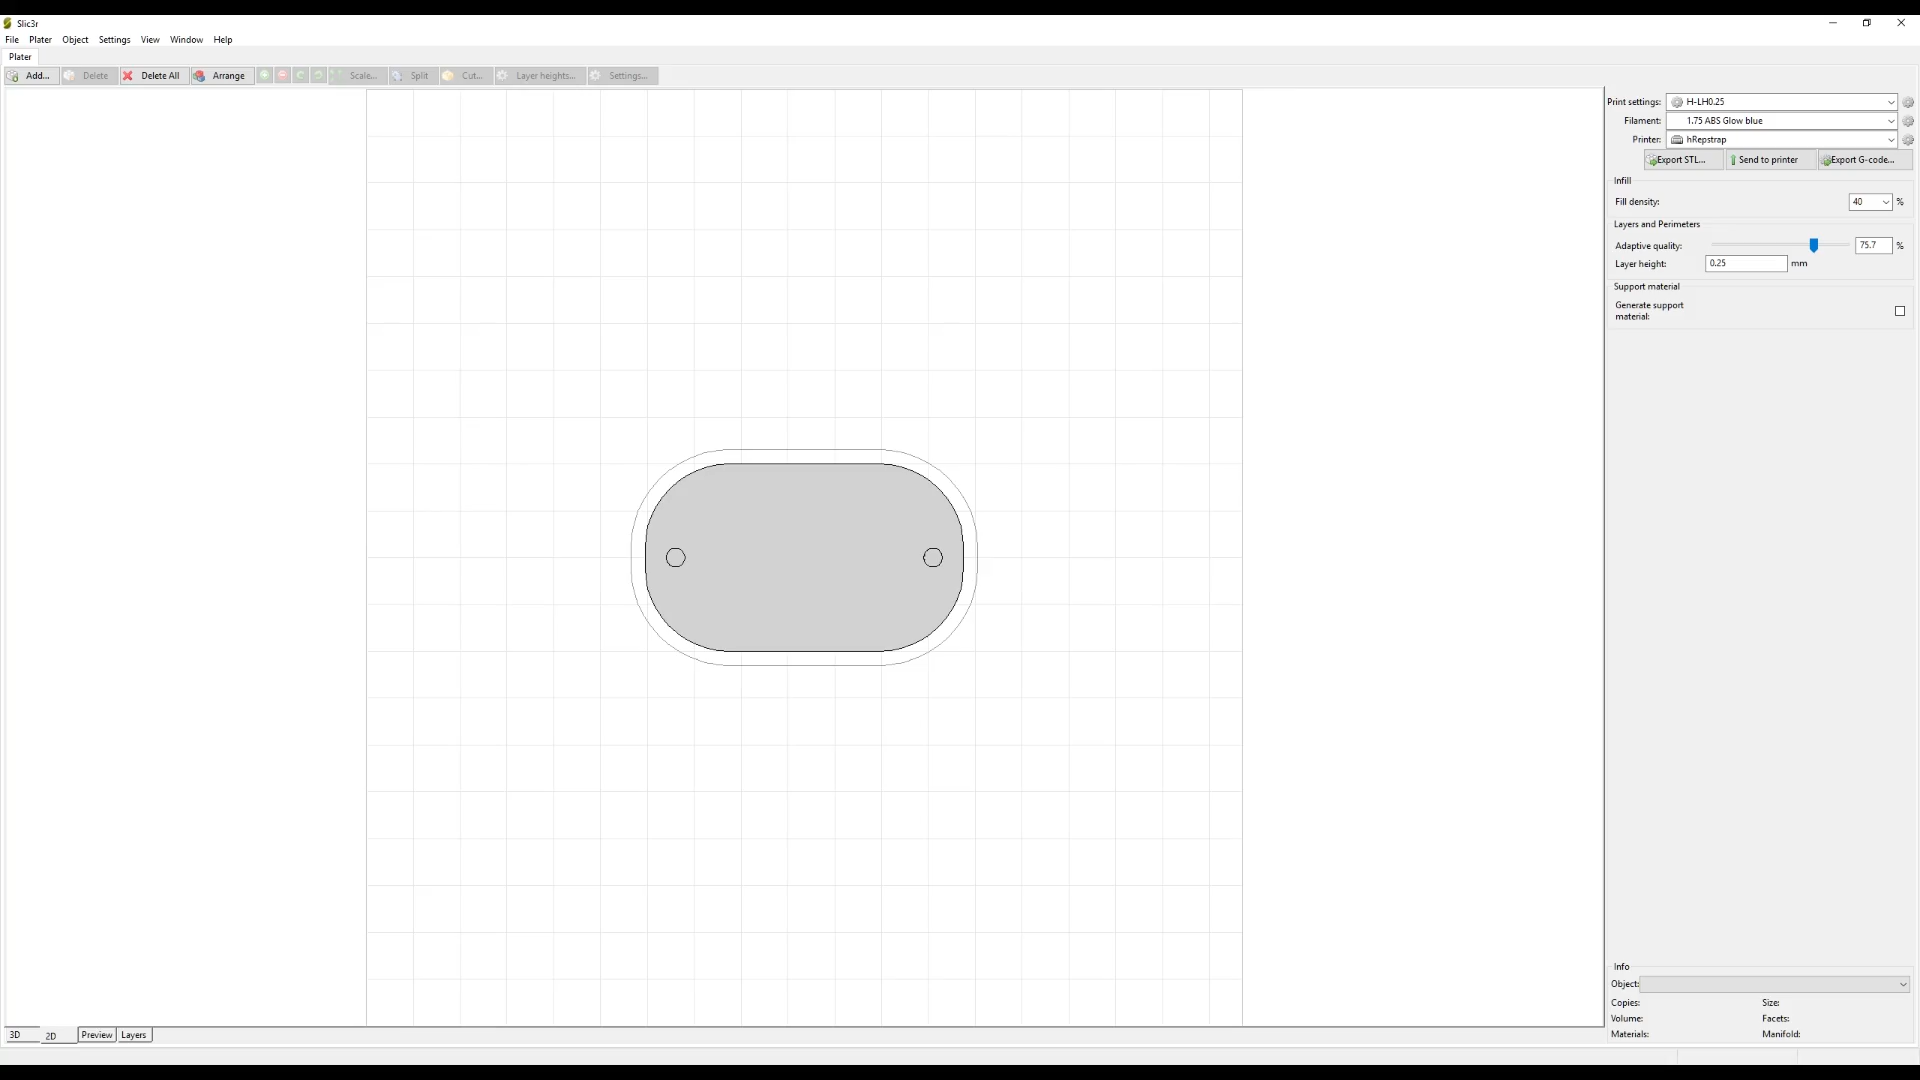 Slic3r
File Plater Object Settings View Window Help
Plater
Add... Delete Delete All Arrange Scale... Split Cut... Layer heights... Settings...
Print settings: H-LH0.25
Filament: 1.75 ABS Glow blue
Printer: hRepstrap
Export STL... Send to printer Export G-code...
Infill
Fill density: 40 %
Layers and Perimeters
Adaptive quality: 75.7 %
Layer height: 0.25 mm
Support material
Generate support
material:
Info
Object:
Copies: Size:
Volume: Facets:
Materials: Manifold:
3D 2D Preview Layers